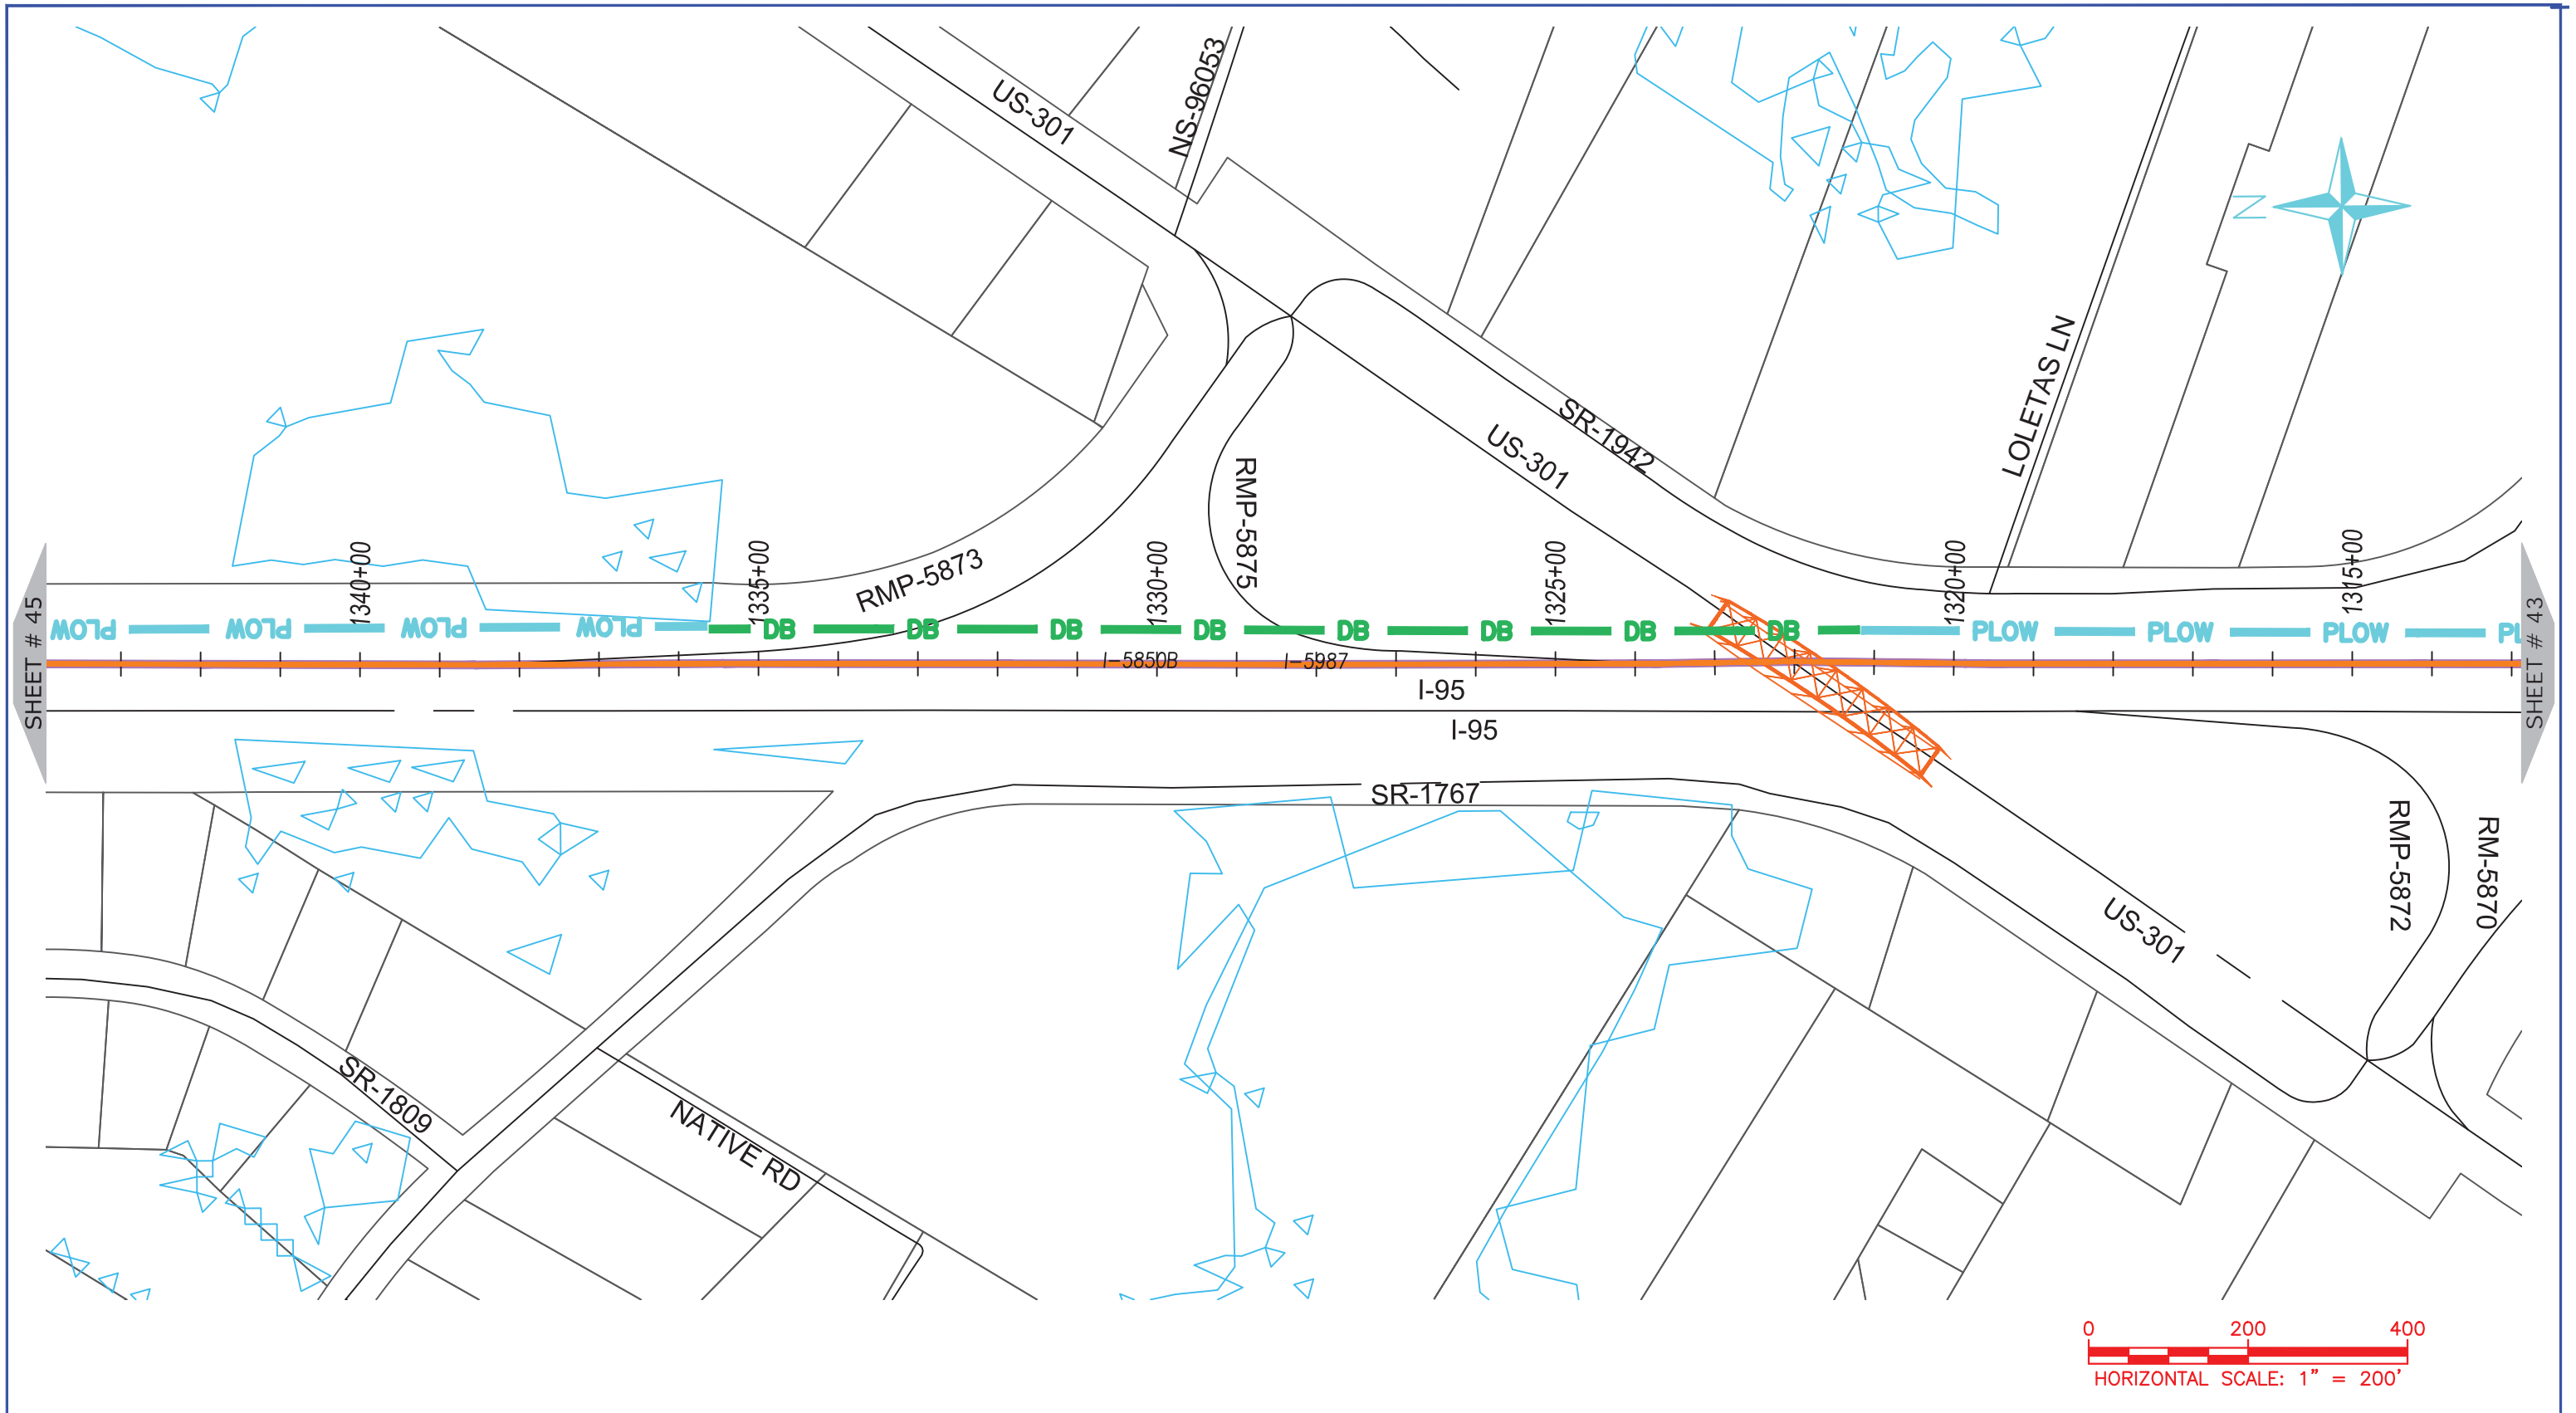 US-301
NS-96053
N
LOLETAS LN
SR-1942
US-301
RMP-5875
RMP-5873
1340+00
1335+00
1330+00
1325+00
1320+00
1315+00
SHEET # 45
PLOW PLOW PLOW PLOW DB DB DB DB DB DB DB DB PLOW PLOW PLOW PL
SHEET # 43
I-5850B
I-5987
I-95
I-95
SR-1767
RMP-5872
RM-5870
US-301
SR-1809
NATIVE RD
0 200 400
HORIZONTAL SCALE: 1" = 200'